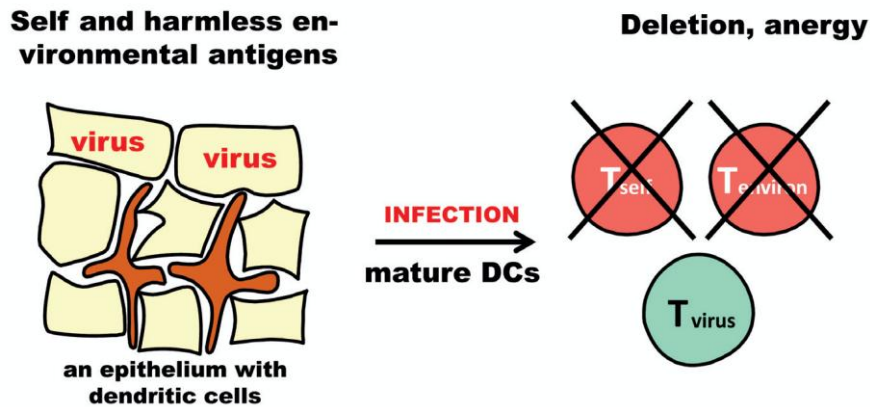 Self and harmless en-
vironmental antigens
Deletion, anergy
virus
virus
INFECTION
mature DCs
Tself
Tenviron
T virus
an epithelium with
dendritic cells